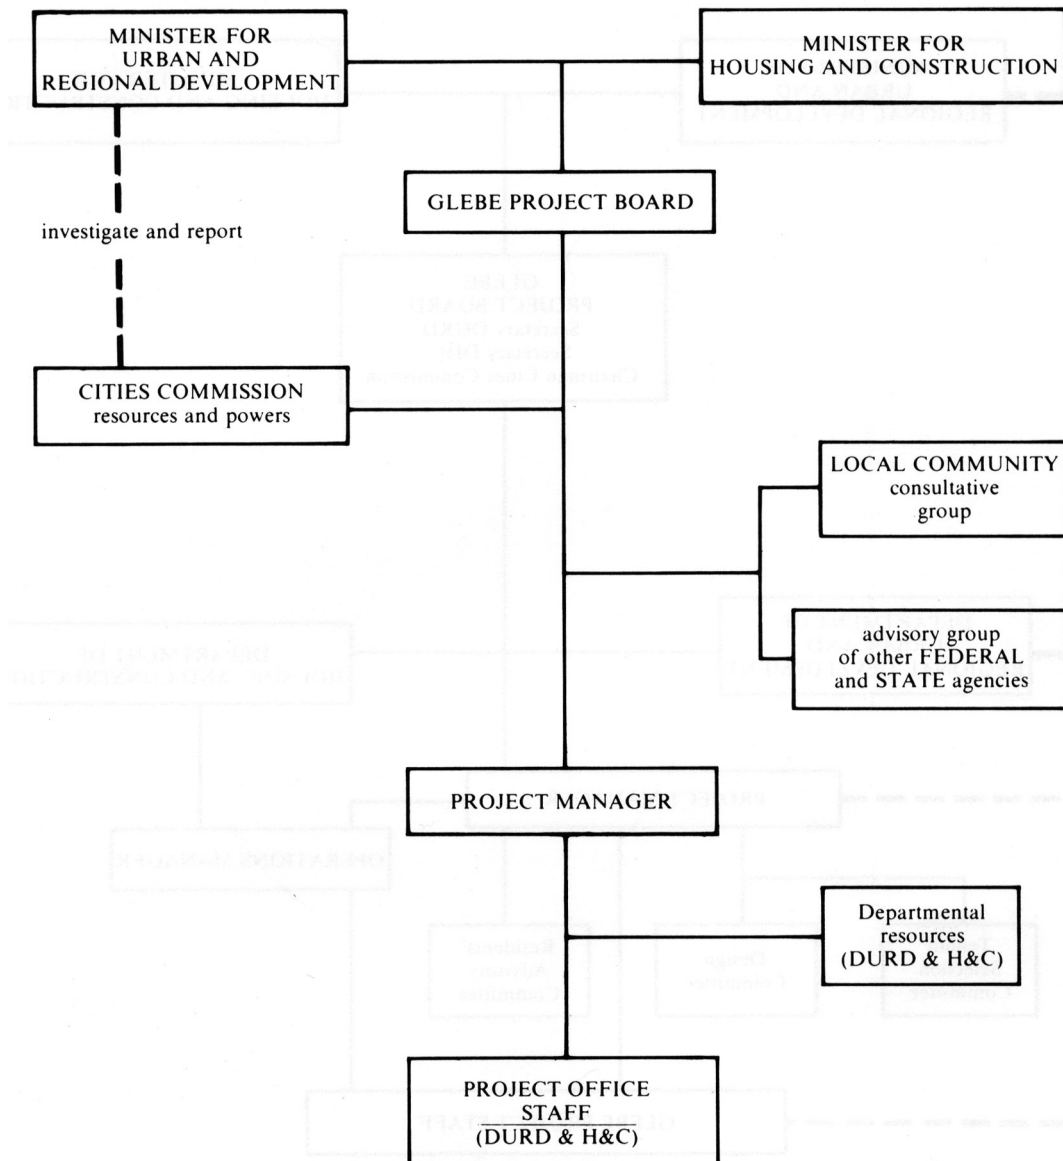 MINISTER FOR
URBAN AND
REGIONAL DEVELOPMENT
MINISTER FOR
HOUSING AND CONSTRUCTION
GLEBE PROJECT BOARD
investigate and report
CITIES COMMISSION
resources and powers
LOCAL COMMUNITY
consultative
group
advisory group
of other FEDERAL
and STATE agencies
PROJECT MANAGER
Departmental
resources
(DURD & H&C)
PROJECT OFFICE
STAFF
(DURD & H&C)